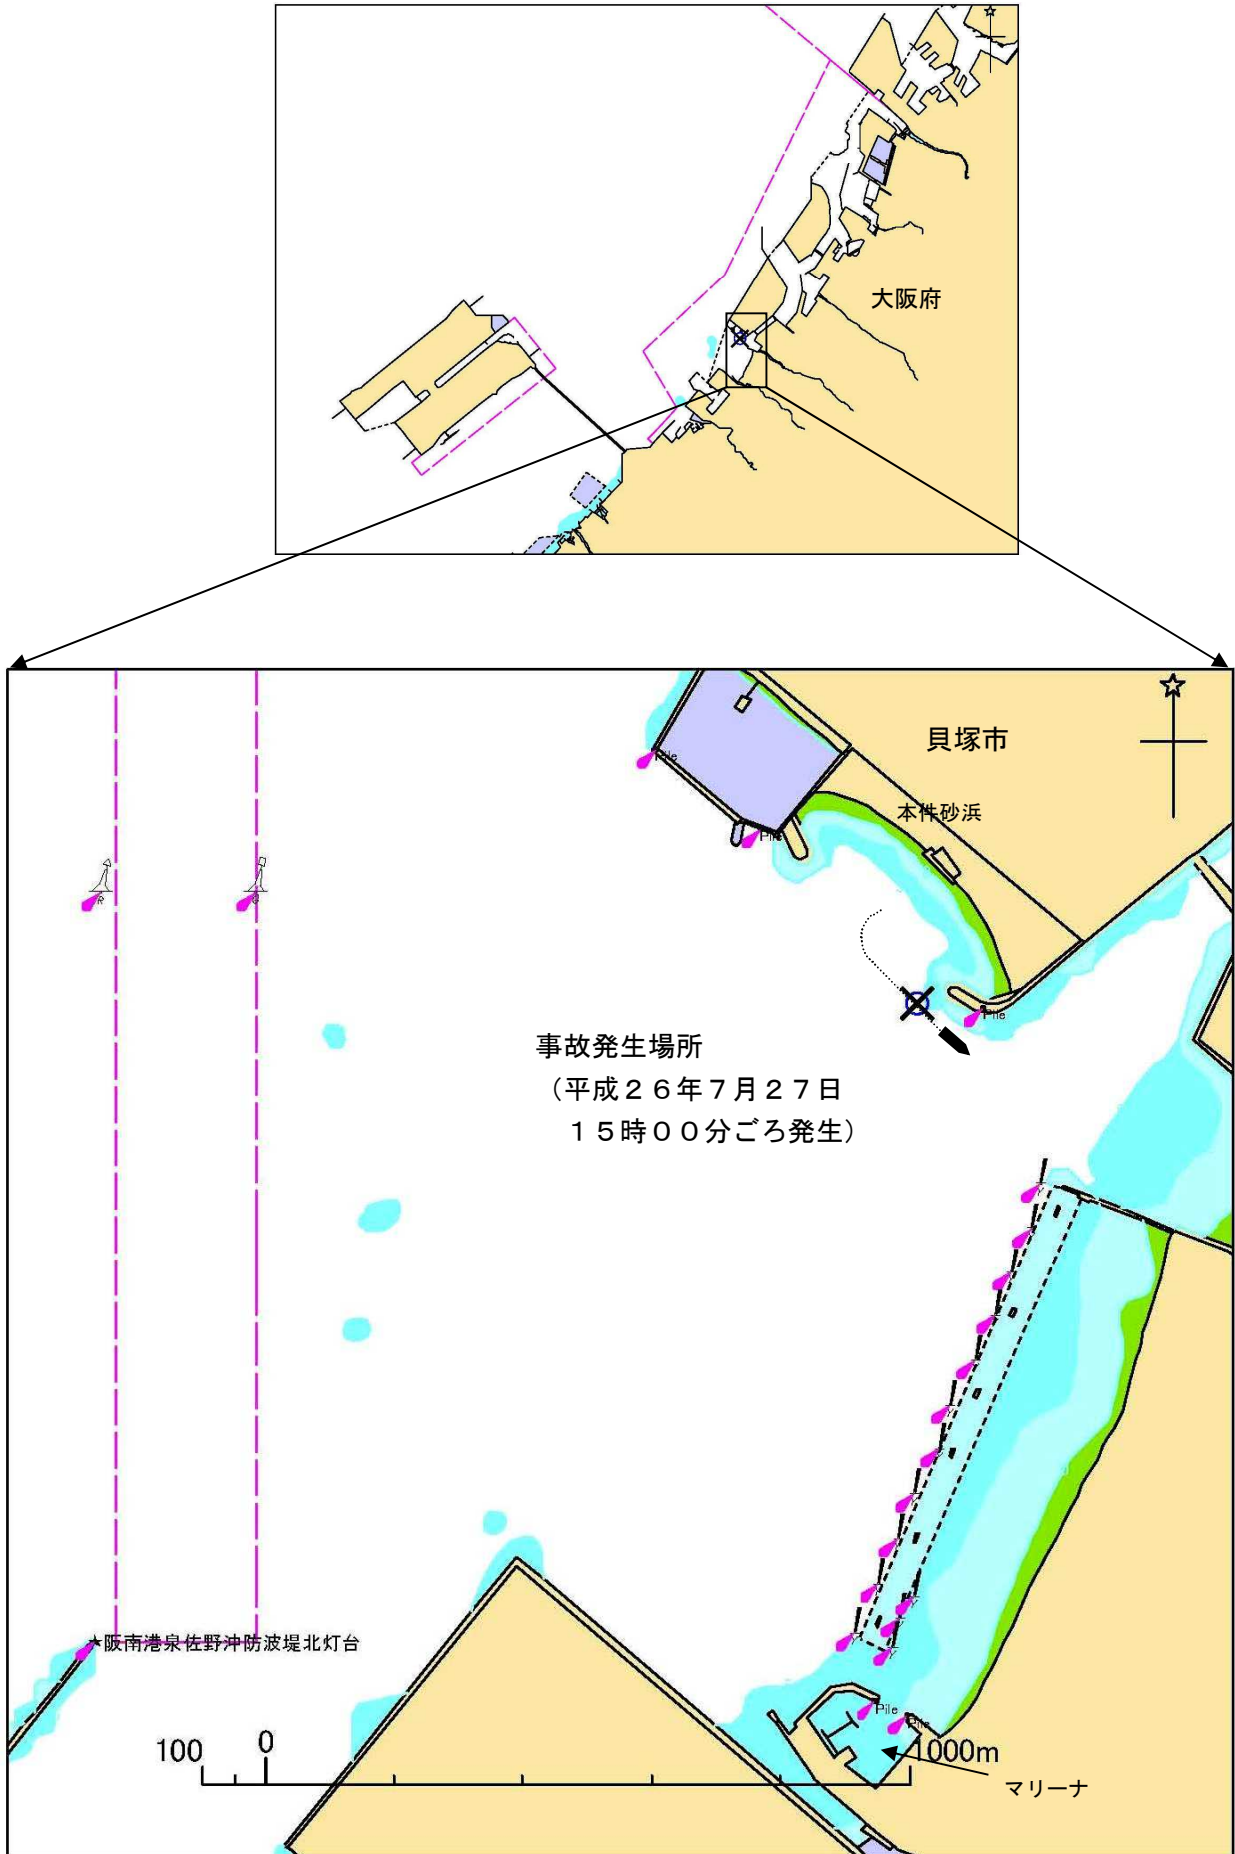 大阪府
貝塚市
本件砂浜
Pile
Pile
R
Pile
事故発生場所
（平成２６年７月２７日
１５時００分ごろ発生）
阪南港泉佐野沖防波堤北灯台
Pile
Pile
100 0 1000m
マリーナ